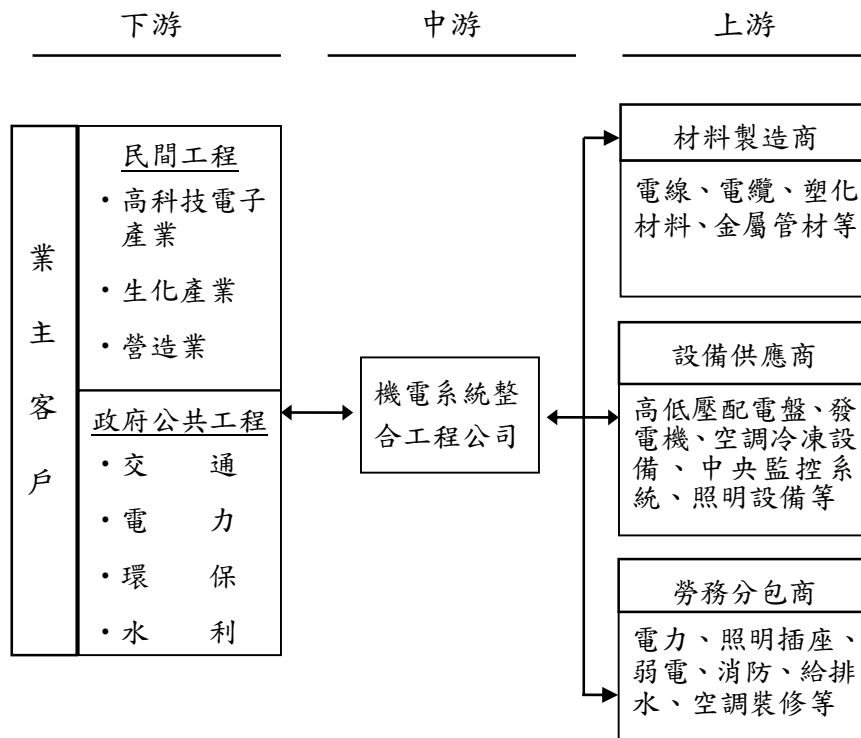 下游
中游
上游
業
主
客
戶
民間工程
・高科技電子
產業
・生化產業
・營造業
政府公共工程
・交 通
・電 力
・環 保
・水 利
機電系統整
合工程公司
材料製造商
電線、電纜、塑化
材料、金屬管材等
設備供應商
高低壓配電盤、發
電機、空調冷凍設
備、中央監控系
統、照明設備等
勞務分包商
電力、照明插座、
弱電、消防、給排
水、空調裝修等